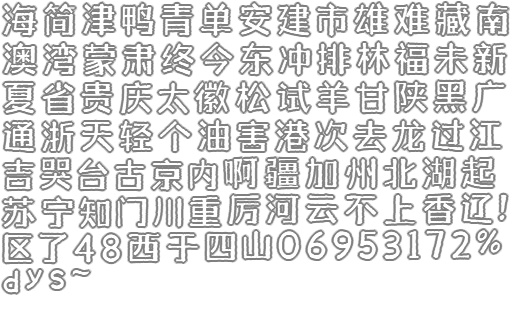 海简津鸭青单安建市雄难藏南
澳湾蒙肃终今东冲排林福未新
夏省贵庆太徽松试羊甘陕黑广
通浙天轻个油害港次去龙过江
吉哭台古京内啊疆加州北湖起
苏宁知门川重厉河云不上香辽!
区了48西于四山06953172%
dys~